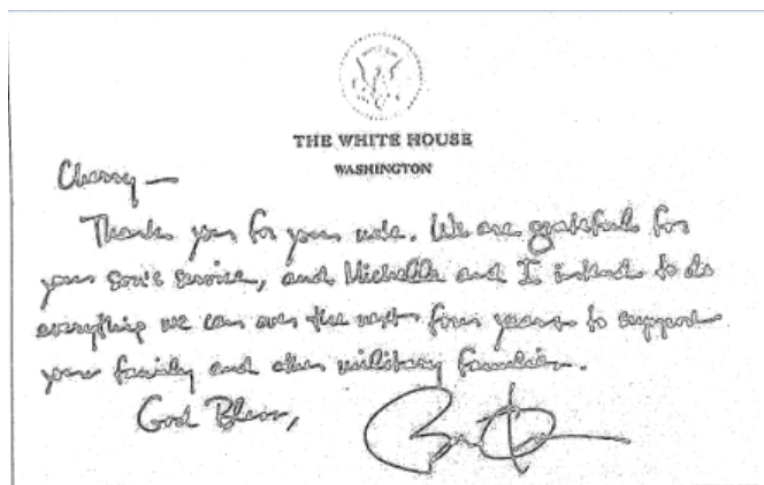 THE WHITE HOUSE
WASHINGTON
—
Thank you for your note. We are grateful for
your son's service, and Michelle and I intend to do
everything we can over the next four years to support
your family and other military families.
God Bless,